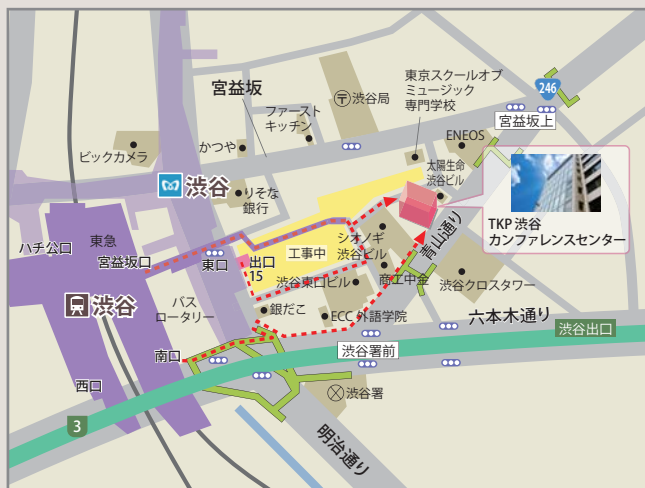 246
東京スクールオブ
ミュージック
専門学校
宮益坂
渋谷局
ファースト
キッチン
宮益坂上
ENEOS
かつや
ビックカメラ
太陽生命
渋谷ビル
渋谷
りそな
銀行
TKP 渋谷
カンファレンスセンター
ハチ公口
東急
宮益坂口
東口
出口
15
工事中
シオノギ
渋谷ビル
青山通り
渋谷東口ビル
商工中金
渋谷クロスタワー
渋谷
バス
ロータリー
銀だこ
ECC 外語学院
六本木通り
渋谷出口
渋谷署前
南口
西口
渋谷署
3
明治通り